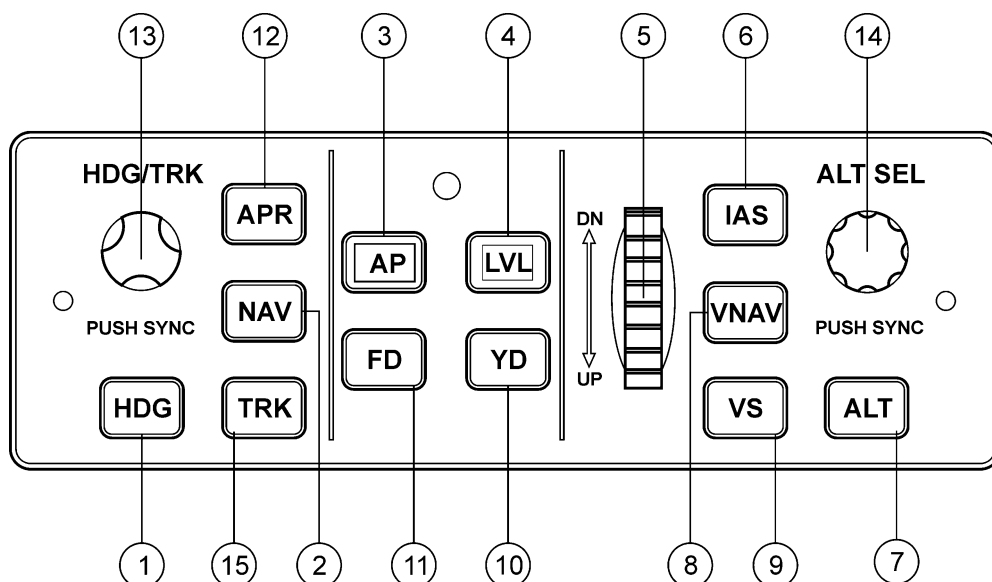 13 12 3 4 5 6 14
HDG/TRK
ALT SEL
APR
IAS
DN
AP
LVL
NAV
VNAV
PUSH SYNC
PUSH SYNC
FD
YD
UP
HDG
TRK
VS
ALT
1 15 2 11 10 8 9 7